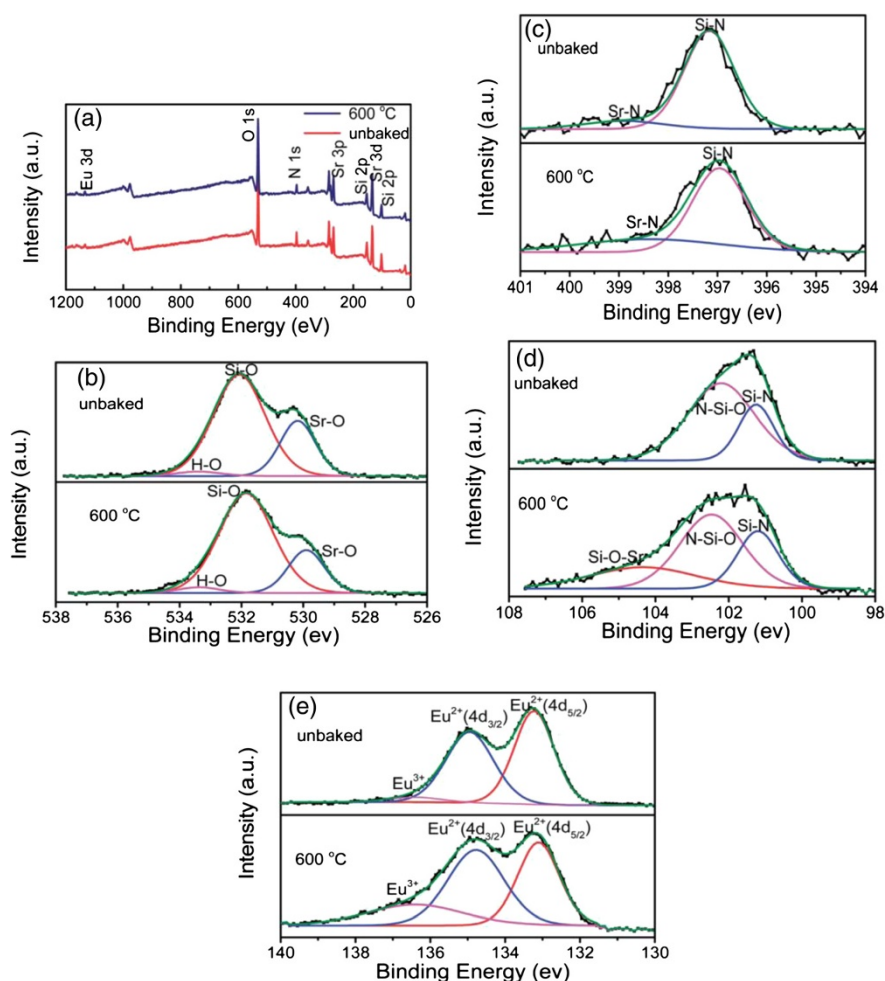 (a)
600 °C
unbaked
Eu 3d
O 1s
N 1s
Sr 3p
Si 2p
Sr 3d
Si 2p
Intensity (a.u.)
1200 1000 800 600 400 200 0
Binding Energy (eV)
(c)
unbaked
Si-N
Sr-N
600 °C
Si-N
Sr-N
Intensity (a.u.)
401 400 399 398 397 396 395 394
Binding Energy (ev)
(b)
unbaked
Si-O
Sr-O
H-O
600 °C
Si-O
Sr-O
H-O
Intensity (a.u.)
538 536 534 532 530 528 526
Binding Energy (ev)
(d)
unbaked
N-Si-O
Si-N
600 °C
Si-O-Sr
N-Si-O
Si-N
Intensity (a.u.)
108 106 104 102 100 98
Binding Energy (ev)
(e)
unbaked
Eu²⁺(4d₃/₂)
Eu²⁺(4d₅/₂)
Eu³⁺
600 °C
Eu²⁺(4d₃/₂)
Eu²⁺(4d₅/₂)
Eu³⁺
Intensity (a.u.)
140 138 136 134 132 130
Binding Energy (ev)